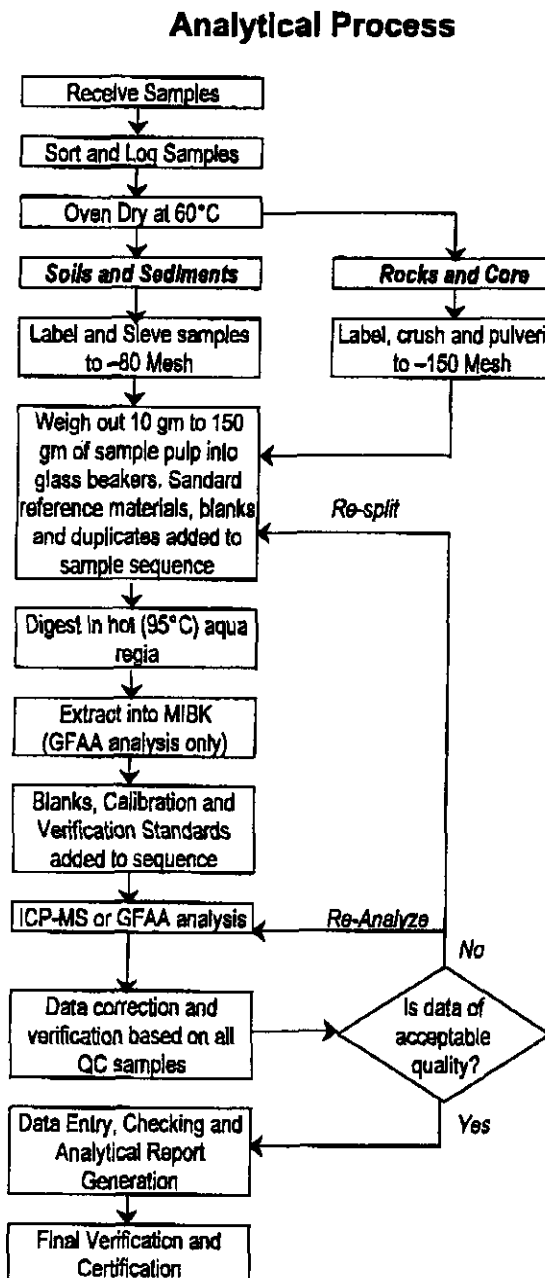 Analytical Process
Receive Samples
Sort and Log Samples
Oven Dry at 60°C
Soils and Sediments
Rocks and Core
Label and Sieve samples
to -80 Mesh
Label, crush and pulveri
to -150 Mesh
Weigh out 10 gm to 150
gm of sample pulp into
glass beakers. Sandard
reference materials, blanks
and duplicates added to
sample sequence
Re-split
Digest in hot (95°C) aqua
regia
Extract into MIBK
(GFAA analysis only)
Blanks, Calibration and
Verification Standards
added to sequence
ICP-MS or GFAA analysis
Re-Analyze
No
Data correction and
verification based on all
QC samples
Is data of
acceptable
quality?
Yes
Data Entry, Checking and
Analytical Report
Generation
Final Verification and
Certification